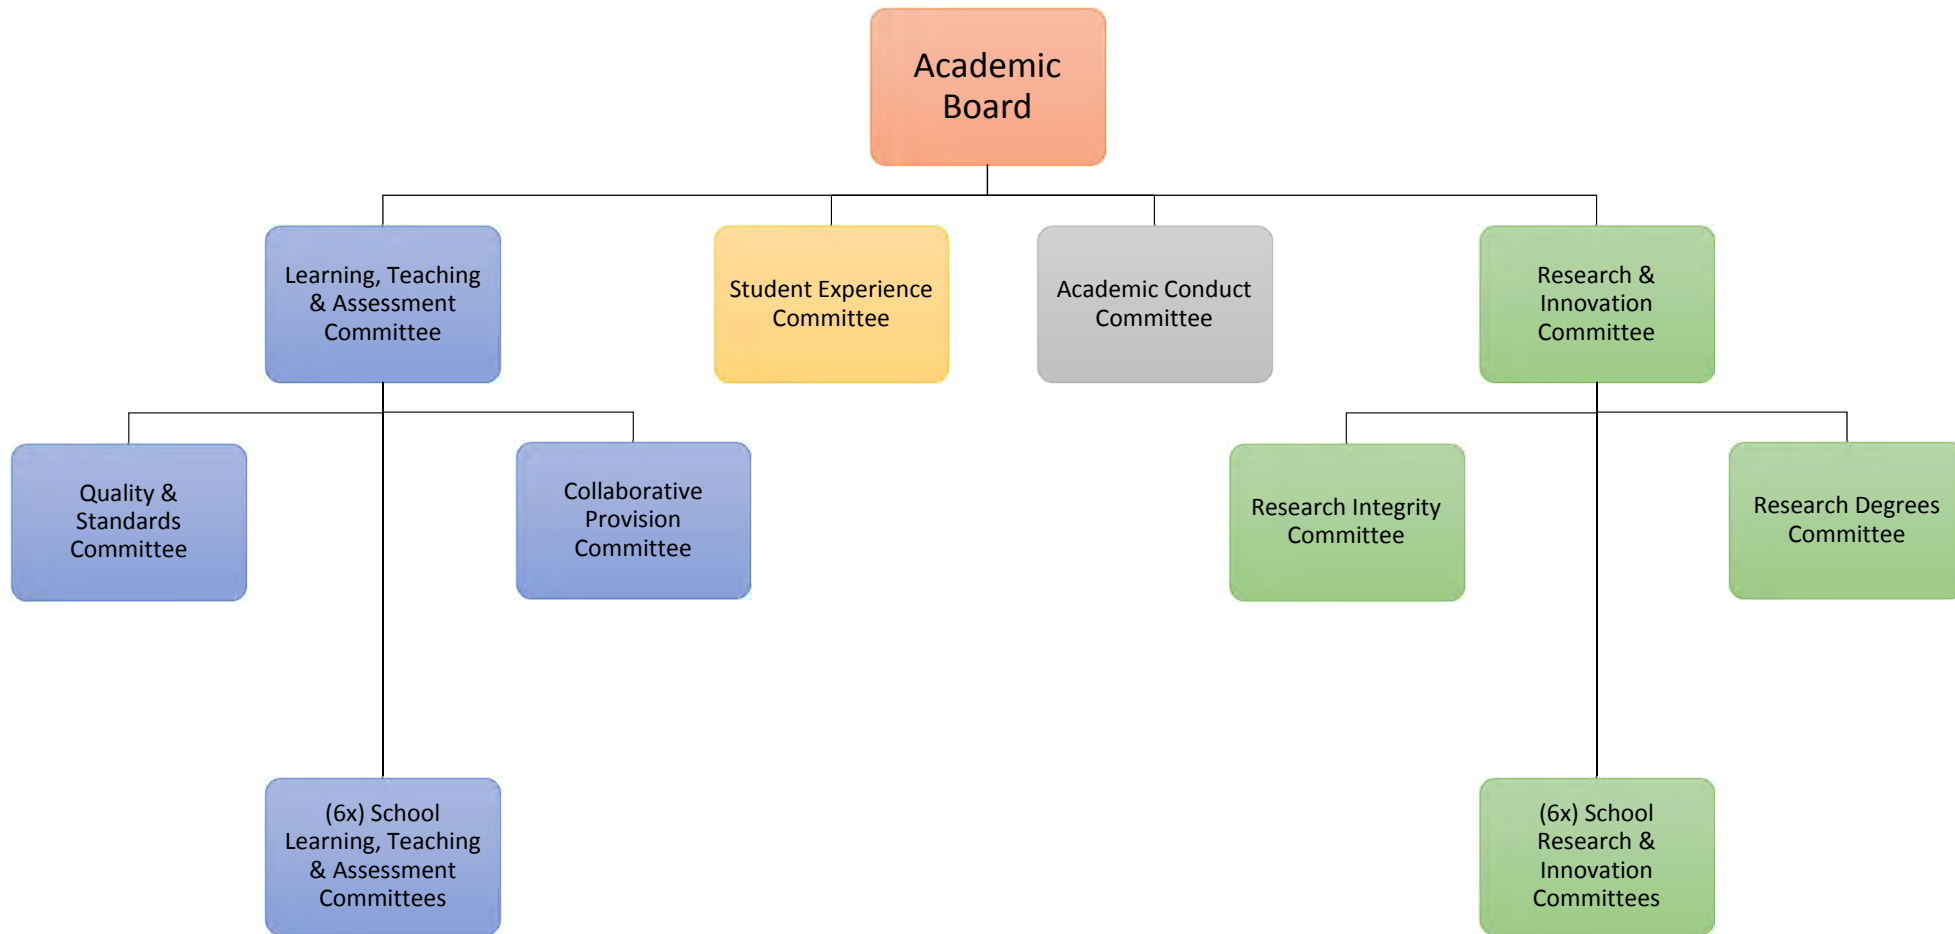 Academic
Board
Learning, Teaching
& Assessment
Committee
Student Experience
Committee
Academic Conduct
Committee
Research &
Innovation
Committee
Quality &
Standards
Committee
Collaborative
Provision
Committee
Research Integrity
Committee
Research Degrees
Committee
(6x) School
Learning, Teaching
& Assessment
Committees
(6x) School
Research &
Innovation
Committees